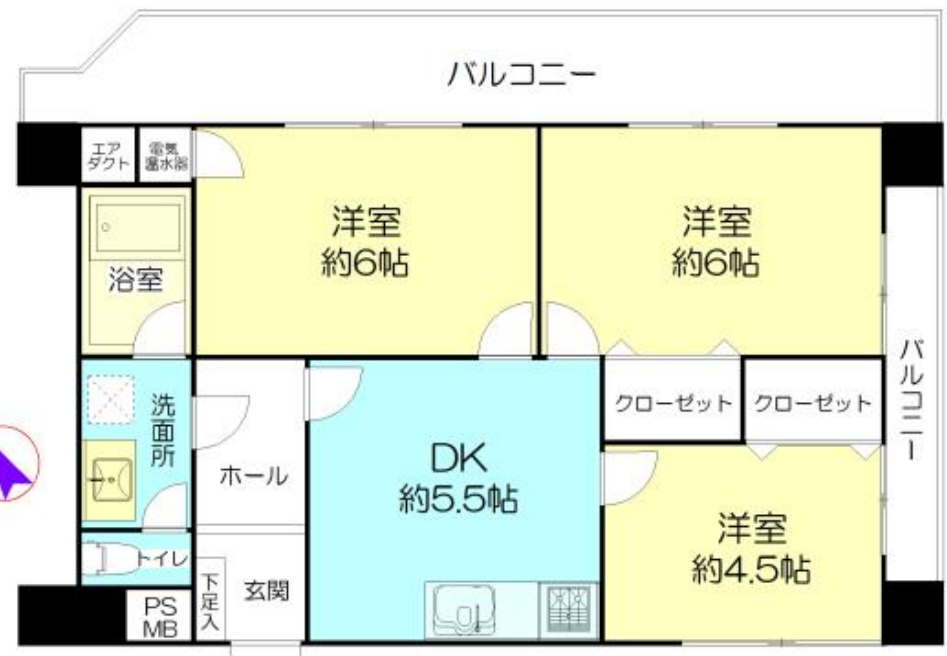 バルコニー
エア
ダクト
電気
温水器
洋室
約6帖
洋室
約6帖
浴室
バルコニー
洗面所
クローゼット
クローゼット
ホール
DK
約5.5帖
洋室
約4.5帖
トイレ
下足入
玄関
PS
MB